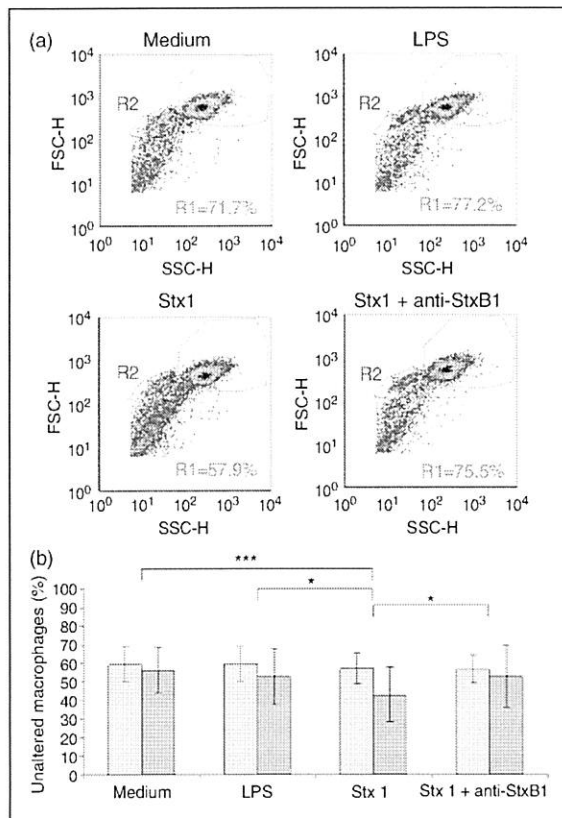 (a)
Medium
10⁴
10³
10²
10¹
10⁰
FSC-H
R2
R1=71.7%
10⁰ 10¹ 10² 10³ 10⁴
SSC-H
LPS
10⁴
10³
10²
10¹
10⁰
FSC-H
R2
R1=77.2%
10⁰ 10¹ 10² 10³ 10⁴
SSC-H
Stx1
10⁴
10³
10²
10¹
10⁰
FSC-H
R2
R1=57.9%
10⁰ 10¹ 10² 10³ 10⁴
SSC-H
Stx1 + anti-StxB1
10⁴
10³
10²
10¹
10⁰
FSC-H
R2
R1=75.5%
10⁰ 10¹ 10² 10³ 10⁴
SSC-H
(b)
***
*
*
Unaltered macrophages (%)
100
90
80
70
60
50
40
30
20
10
0
Medium LPS Stx 1 Stx 1 + anti-StxB1